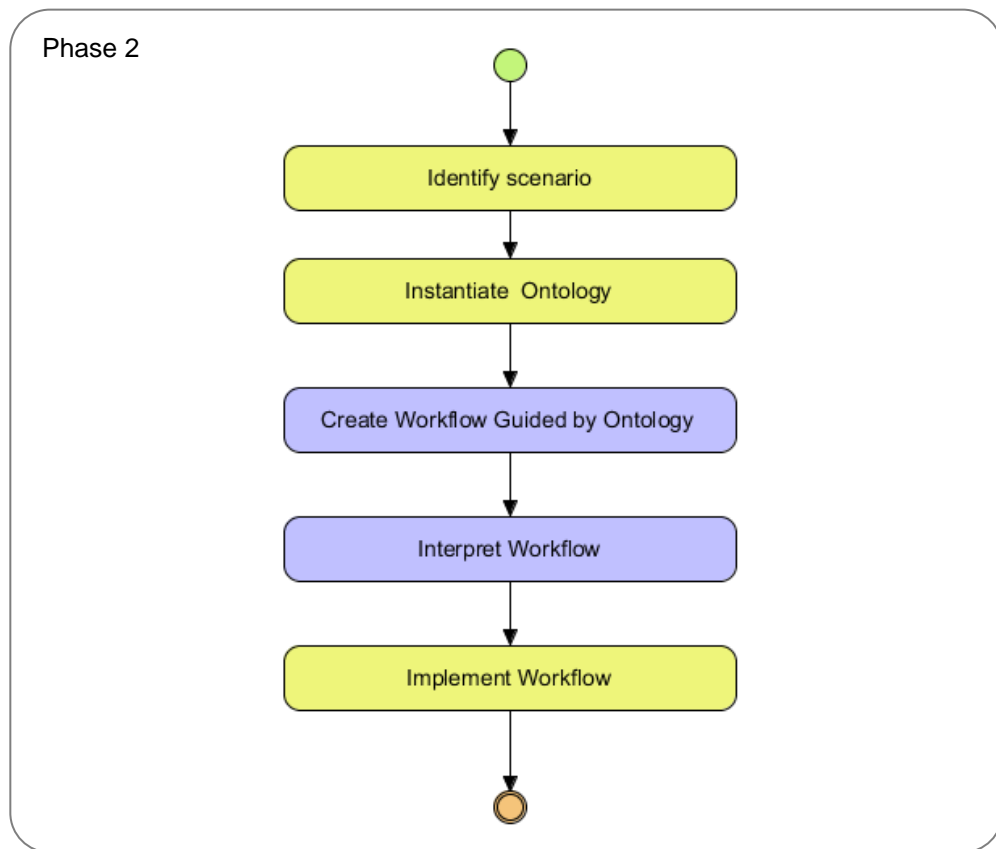 Phase 2
Identify scenario
Instantiate  Ontology
Create Workflow Guided by Ontology
Interpret Workflow
Implement Workflow